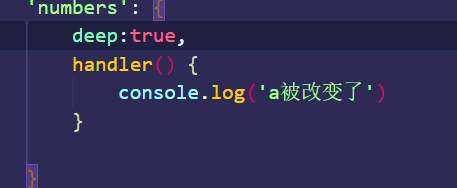 'numbers': {
deep:true,
handler() {
console.log('a被改变了')
}
}